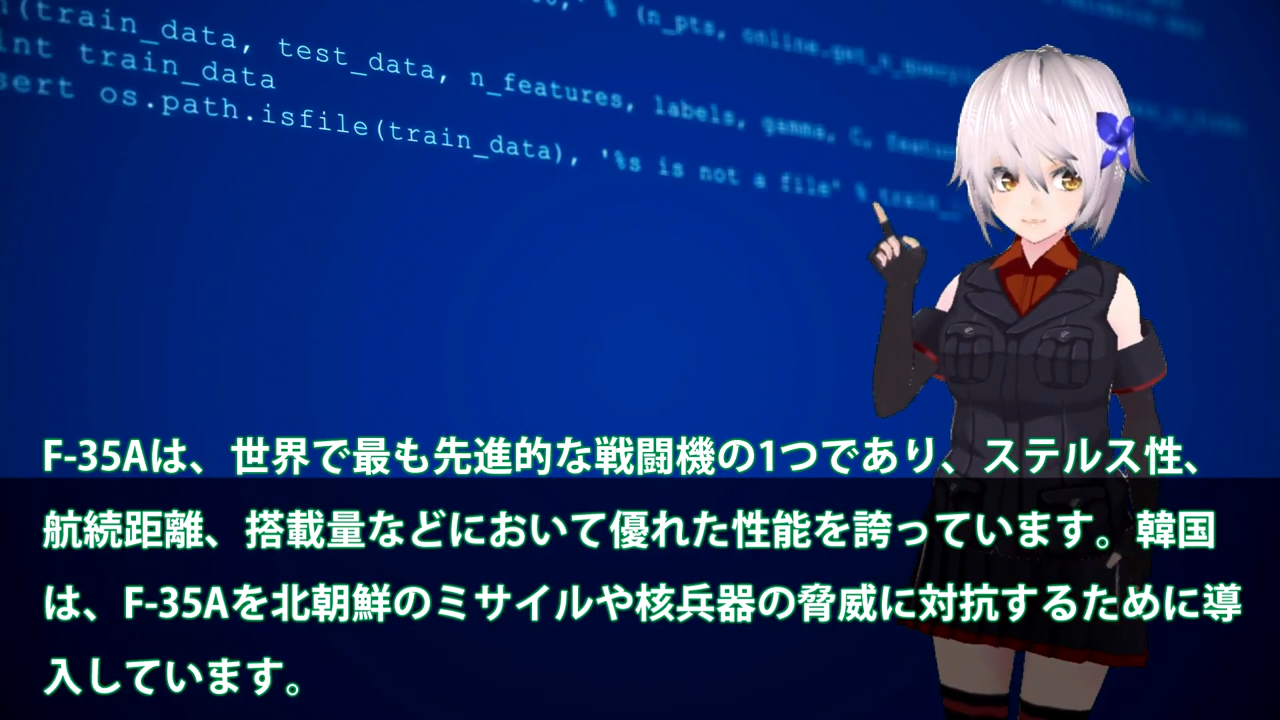 (train_data, test_data, n_features, labels, gamma, C,
int train_data
sert os.path.isfile(train_data), '%s is not a file' % train_
% (n_pts,
F-35Aは、世界で最も先進的な戦闘機の1つであり、ステルス性、
航続距離、搭載量などにおいて優れた性能を誇っています。韓国
は、F-35Aを北朝鮮のミサイルや核兵器の脅威に対抗するために導
入しています。